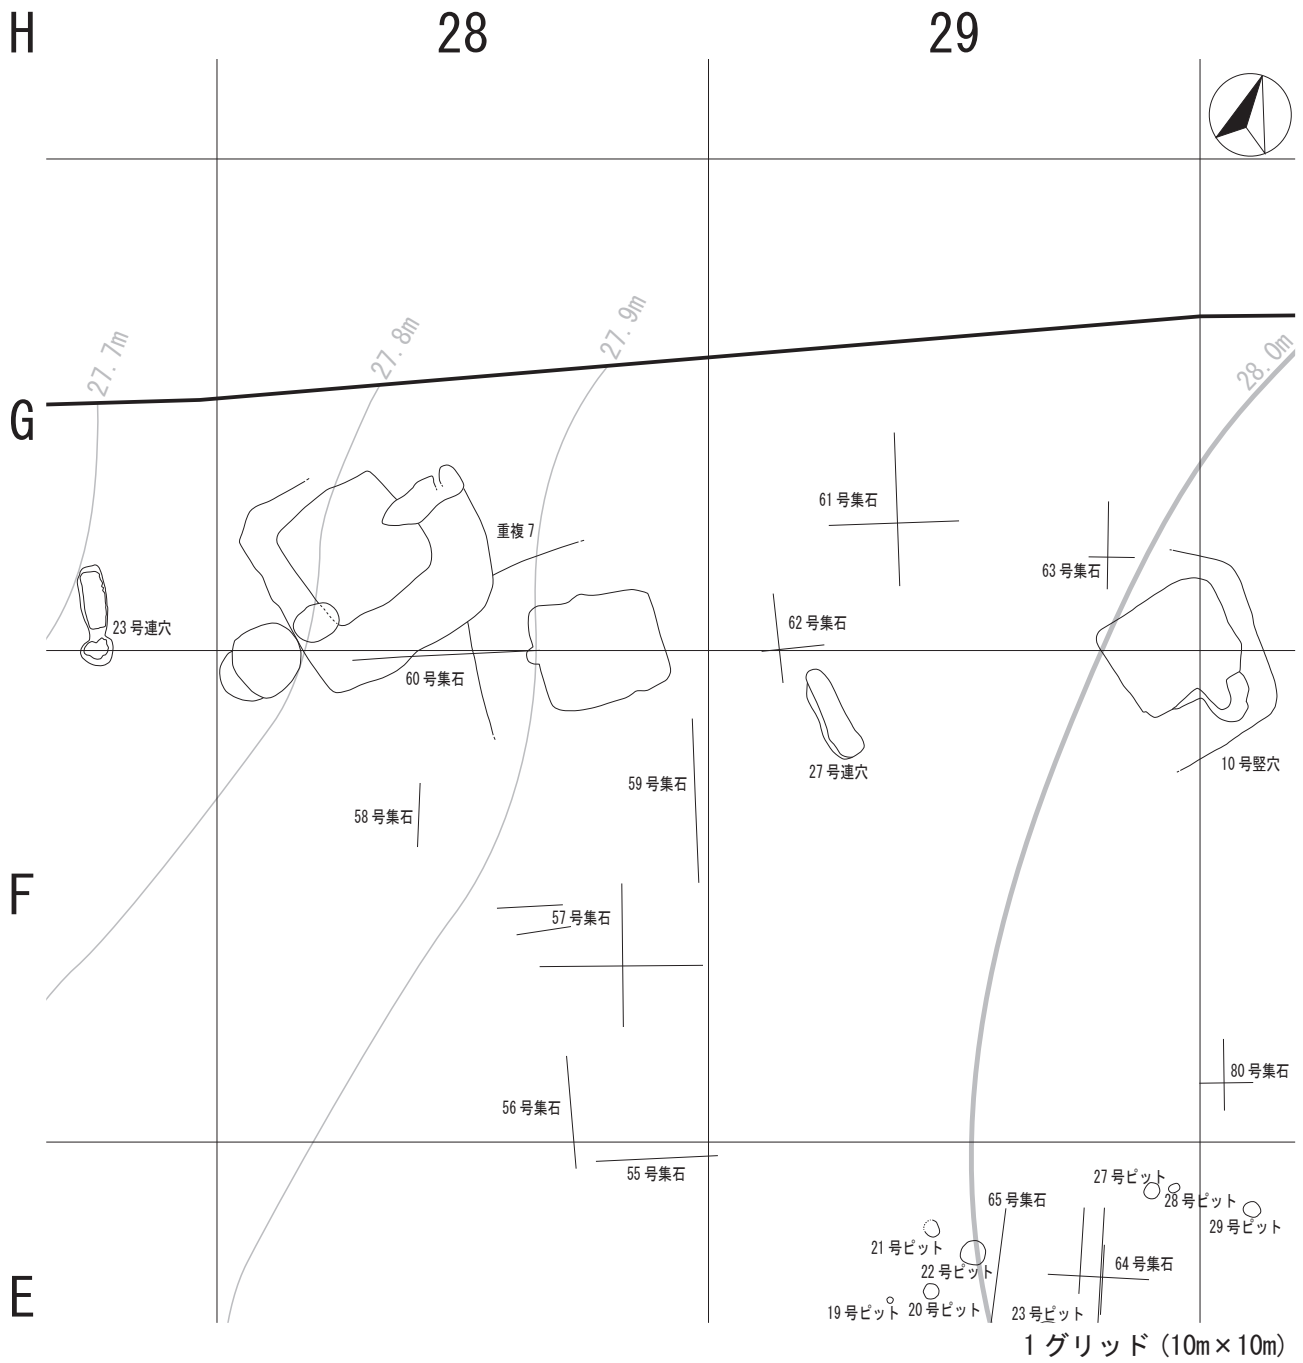 H
28
29
27.7m
27.8m
27.9m
28.0m
G
61号集石
重複7
63号集石
62号集石
23号連穴
60号集石
27号連穴
10号竪穴
59号集石
58号集石
F
57号集石
80号集石
56号集石
55号集石
27号ピット
28号ピット
65号集石
29号ピット
21号ピット
64号集石
22号ピット
E
19号ピット
20号ピット
23号ピット
1グリッド(10m×10m)